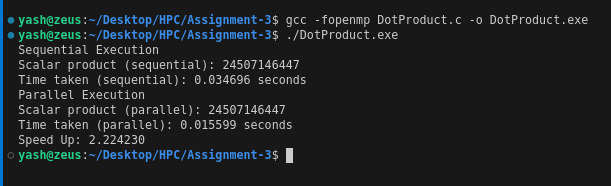 yash@zeus:~/Desktop/HPC/Assignment-3$ gcc -fopenmp DotProduct.c -o DotProduct.exe
yash@zeus:~/Desktop/HPC/Assignment-3$ ./DotProduct.exe
Sequential Execution
Scalar product (sequential): 24507146447
Time taken (sequential): 0.034696 seconds
Parallel Execution
Scalar product (parallel): 24507146447
Time taken (parallel): 0.015599 seconds
Speed Up: 2.224230
yash@zeus:~/Desktop/HPC/Assignment-3$